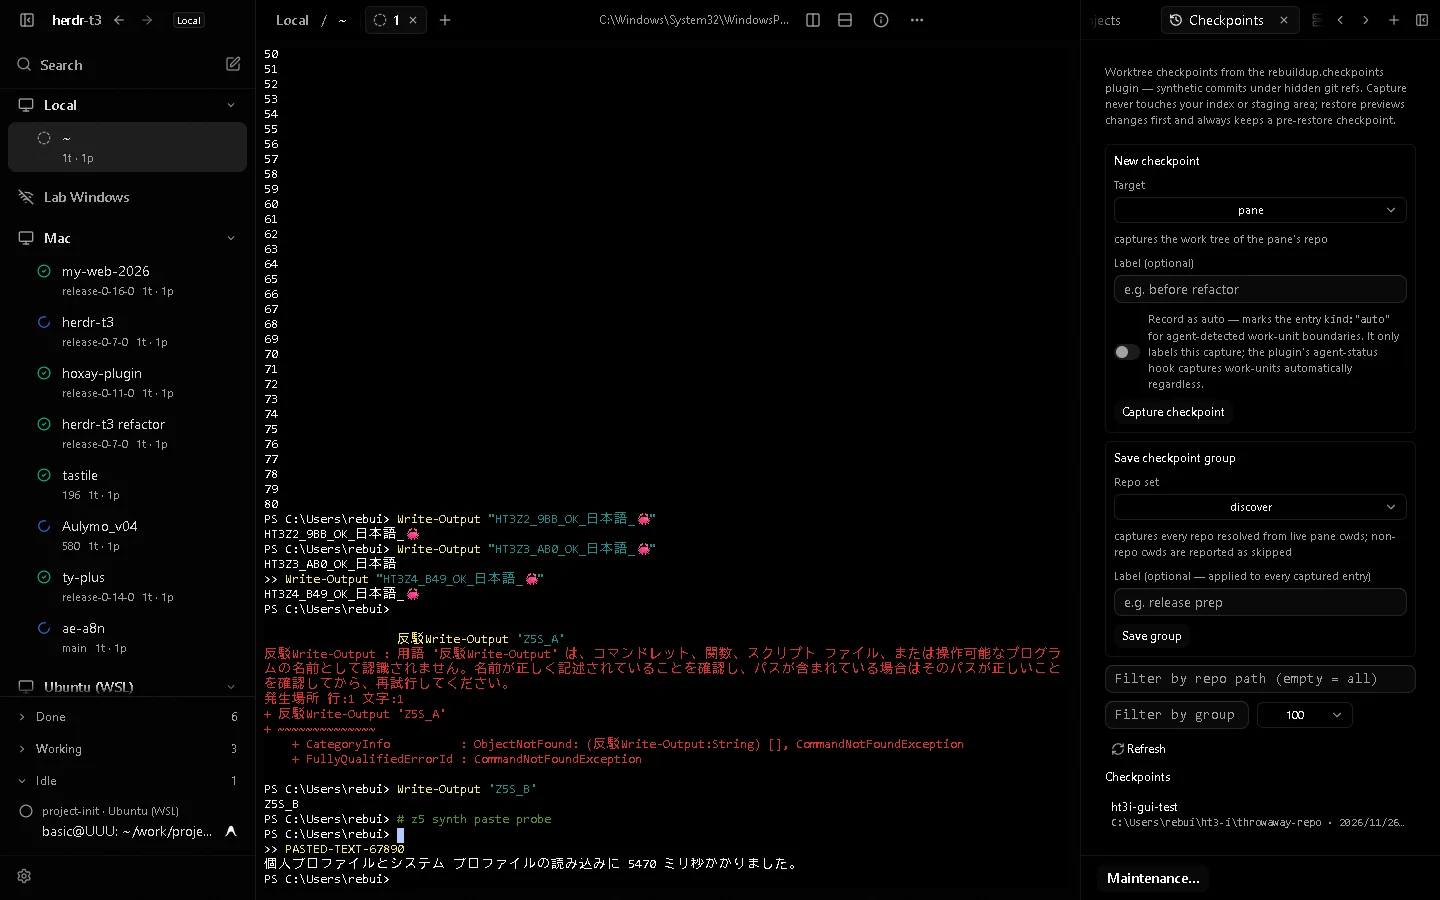 herdr-t3
Local
Search
Local
~
1t · 1p
Lab Windows
Mac
my-web-2026
release-0-16-0 1t · 1p
herdr-t3
release-0-7-0 1t · 1p
hoxay-plugin
release-0-11-0 1t · 1p
herdr-t3 refactor
release-0-7-0 1t · 1p
tastile
196 1t · 1p
Aulymo_v04
580 1t · 1p
ty-plus
release-0-14-0 1t · 1p
ae-a8n
main 1t · 1p
Ubuntu (WSL)
Done 6
Working 3
Idle 1
project-init · Ubuntu (WSL)
basic@UUU: ~/work/proje...
Local / ~ 1 C:\Windows\System32\WindowsP...
50
51
52
53
54
55
56
57
58
59
60
61
62
63
64
65
66
67
68
69
70
71
72
73
74
75
76
77
78
79
80
PS C:\Users\rebui> Write-Output "HT3Z2_9BB_OK_日本語_🦀"
HT3Z2_9BB_OK_日本語_🦀
PS C:\Users\rebui> Write-Output "HT3Z3_AB0_OK_日本語_🦀"
HT3Z3_AB0_OK_日本語
>> Write-Output "HT3Z4_B49_OK_日本語_🦀"
HT3Z4_B49_OK_日本語_🦀
PS C:\Users\rebui>
反駁Write-Output 'Z5S_A'
反駁Write-Output : 用語 '反駁Write-Output' は、コマンドレット、関数、スクリプト ファイル、または操作可能なプログラ
ムの名前として認識されません。名前が正しく記述されていることを確認し、パスが含まれている場合はそのパスが正しいこと
を確認してから、再試行してください。
発生場所 行:1 文字:1
+ 反駁Write-Output 'Z5S_A'
+ ~~~~~~~~~~~~~~
+ CategoryInfo : ObjectNotFound: (反駁Write-Output:String) [], CommandNotFoundException
+ FullyQualifiedErrorId : CommandNotFoundException
PS C:\Users\rebui> Write-Output 'Z5S_B'
Z5S_B
PS C:\Users\rebui> # z5 synth paste probe
PS C:\Users\rebui>
>> PASTED-TEXT-67890
個人プロファイルとシステム プロファイルの読み込みに 5470 ミリ秒かかりました。
PS C:\Users\rebui>
jects Checkpoints
Worktree checkpoints from the rebuildup.checkpoints
plugin — synthetic commits under hidden git refs. Capture
never touches your index or staging area; restore previews
changes first and always keeps a pre-restore checkpoint.
New checkpoint
Target
pane
captures the work tree of the pane's repo
Label (optional)
e.g. before refactor
Record as auto — marks the entry kind:"auto"
for agent-detected work-unit boundaries. It only
labels this capture; the plugin's agent-status
hook captures work-units automatically
regardless.
Capture checkpoint
Save checkpoint group
Repo set
discover
captures every repo resolved from live pane cwds; non-
repo cwds are reported as skipped
Label (optional — applied to every captured entry)
e.g. release prep
Save group
Filter by repo path (empty = all)
Filter by group 100
Refresh
Checkpoints
ht3i-gui-test
C:\Users\rebui\ht3-i\throwaway-repo · 2026/11/26...
Maintenance...